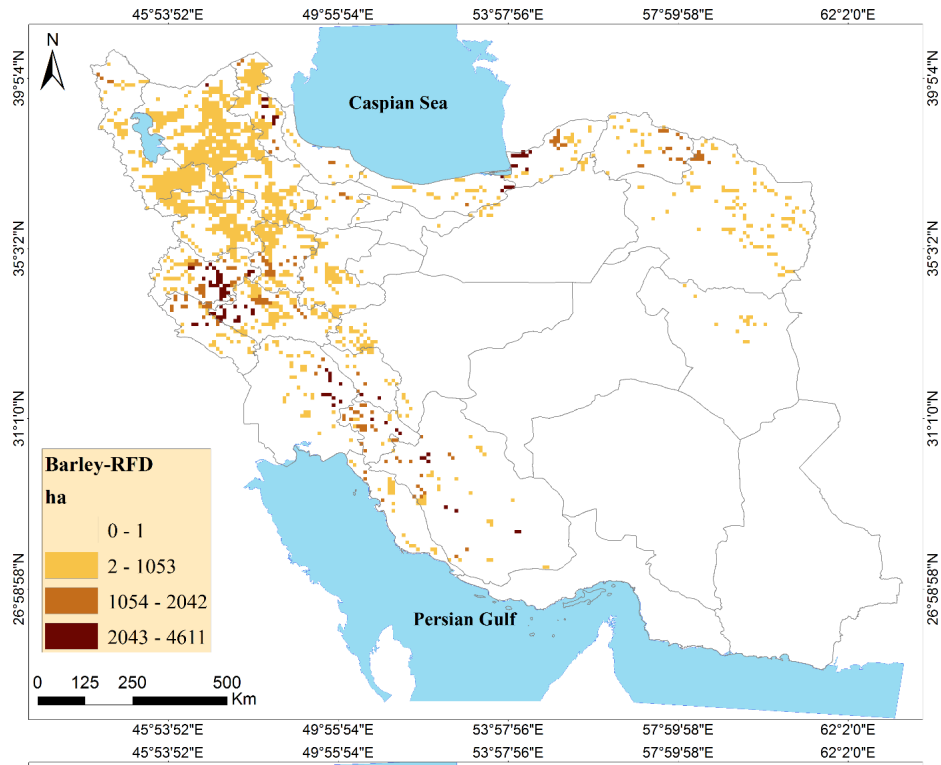 45°53'52"E 49°55'54"E 53°57'56"E 57°59'58"E 62°2'0"E
N
39°5'4"N
39°5'4"N
Caspian Sea
35°3'2"N
35°3'2"N
31°1'0"N
31°1'0"N
Barley-RFD
ha
0 - 1
2 - 1053
1054 - 2042
2043 - 4611
26°58'58"N
26°58'58"N
Persian Gulf
0 125 250 500
Km
45°53'52"E 49°55'54"E 53°57'56"E 57°59'58"E 62°2'0"E
45°53'52"E 49°55'54"E 53°57'56"E 57°59'58"E 62°2'0"E